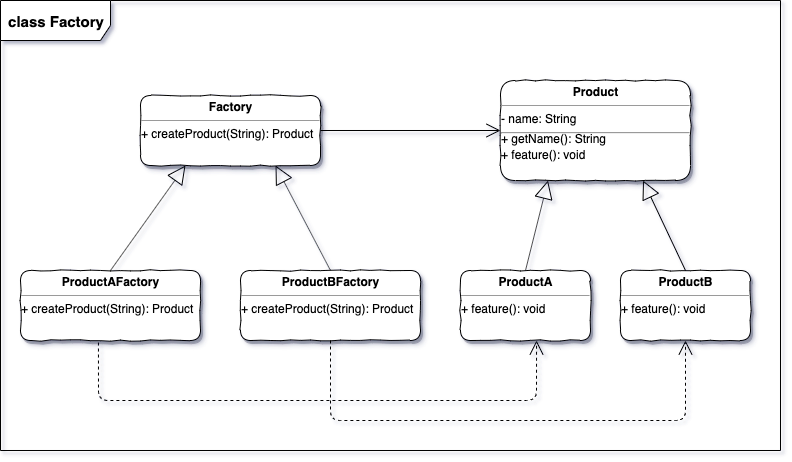 class Factory
Factory
+ createProduct(String): Product
Product
- name: String
+ getName(): String
+ feature(): void
ProductAFactory
+ createProduct(String): Product
ProductBFactory
+ createProduct(String): Product
ProductA
+ feature(): void
ProductB
+ feature(): void